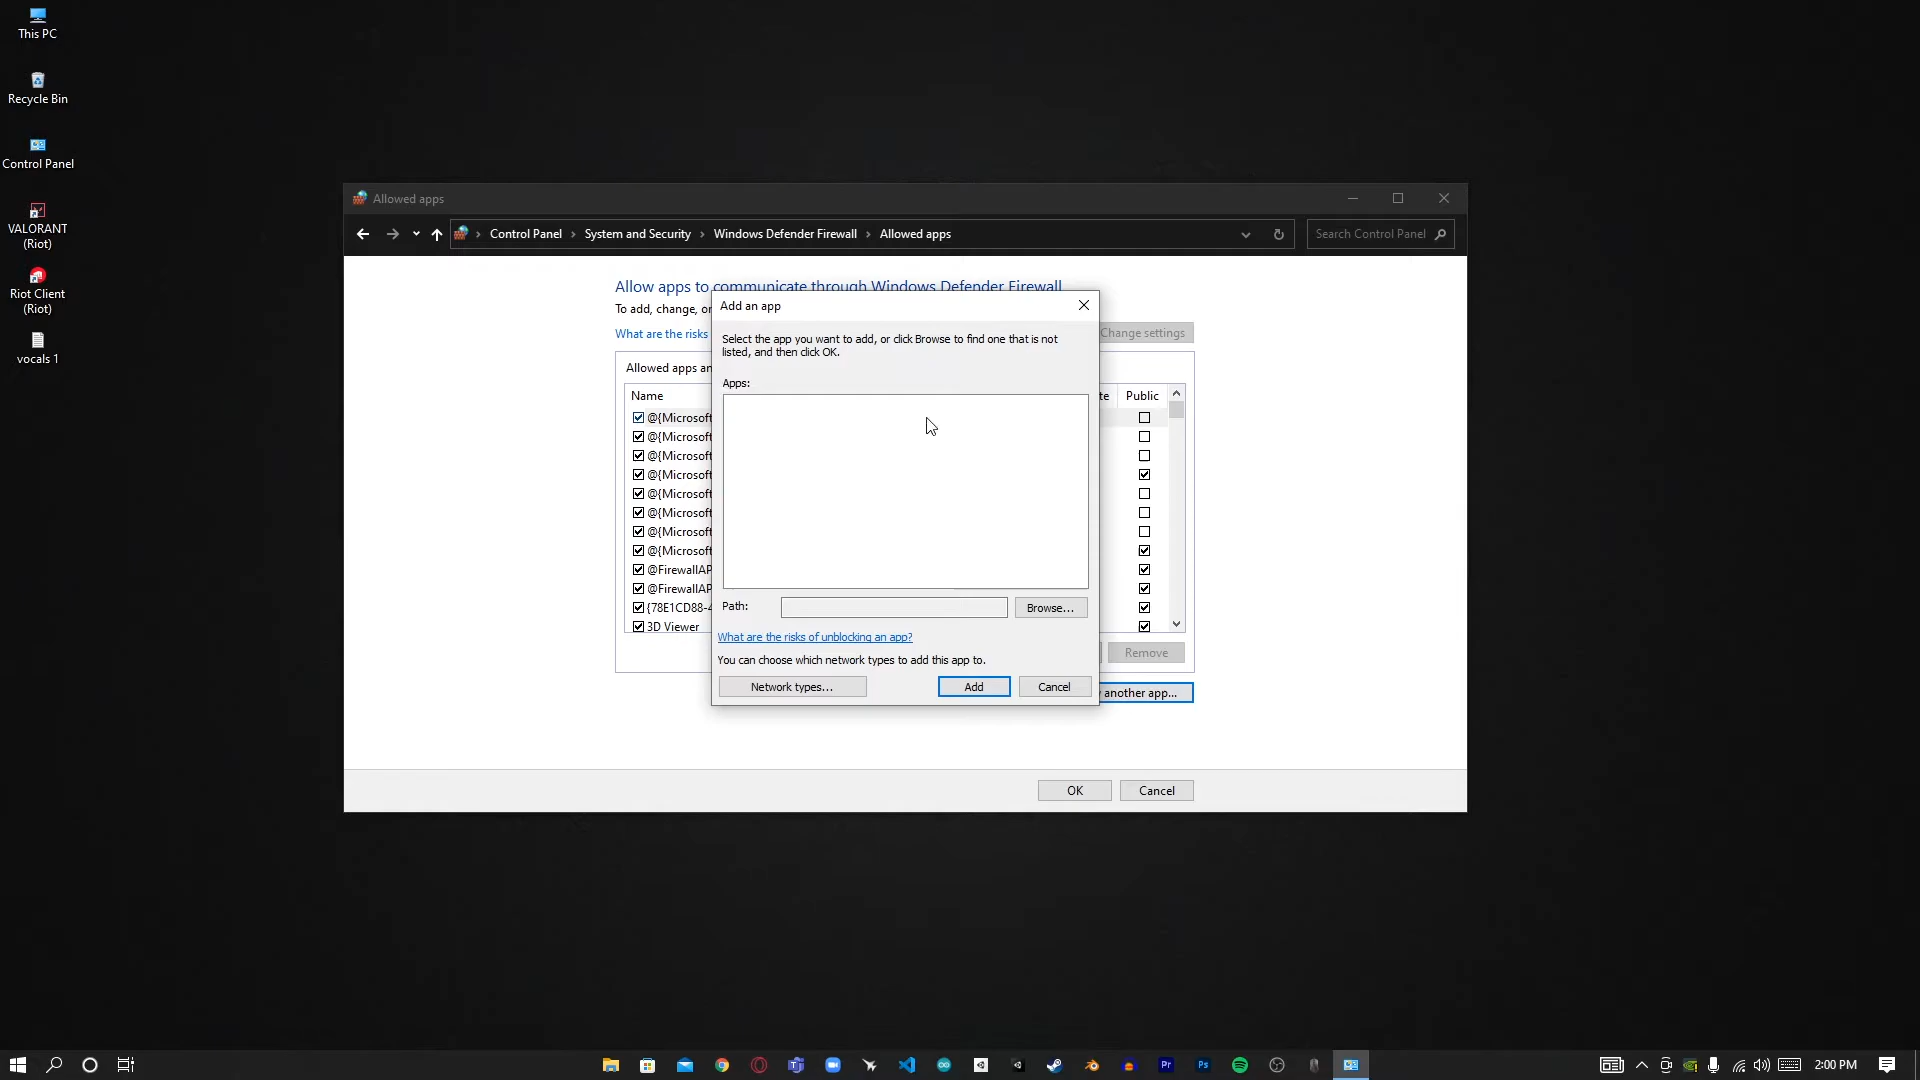 This PC
Recycle Bin
Control Panel
VALORANT
(Riot)
Riot Client
(Riot)
vocals 1
Allowed apps
Control Panel › System and Security › Windows Defender Firewall › Allowed apps
Search Control Panel
Allow apps to communicate through Windows Defender Firewall
To add, change, or
What are the risks
Change settings
Allowed apps an
Name
te
Public
@{Microsoft
@{Microsoft
@{Microsoft
@{Microsoft
@{Microsoft
@{Microsoft
@{Microsoft
@{Microsoft
@FirewallAP
@FirewallAP
{78E1CD88-4
3D Viewer
Remove
another app...
OK
Cancel
Add an app
Select the app you want to add, or click Browse to find one that is not
listed, and then click OK.
Apps:
Path:
Browse...
What are the risks of unblocking an app?
You can choose which network types to add this app to.
Network types...
Add
Cancel
Pr
Ps
2:00 PM